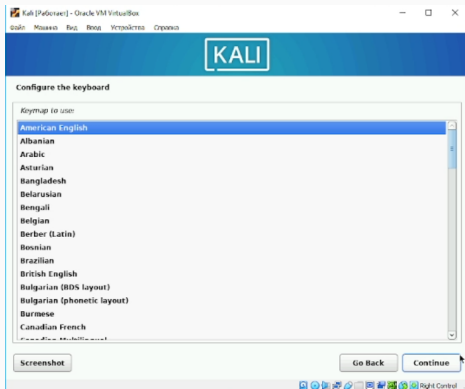 Kali [Работает] - Oracle VM VirtualBox
Файл Машина Вид Ввод Устройства Справка
KALI
Configure the keyboard
Keymap to use:
American English
Albanian
Arabic
Asturian
Bangladesh
Belarusian
Bengali
Belgian
Berber (Latin)
Bosnian
Brazilian
British English
Bulgarian (BDS layout)
Bulgarian (phonetic layout)
Burmese
Canadian French
Canadian Multilingual
Screenshot Go Back Continue
Right Control